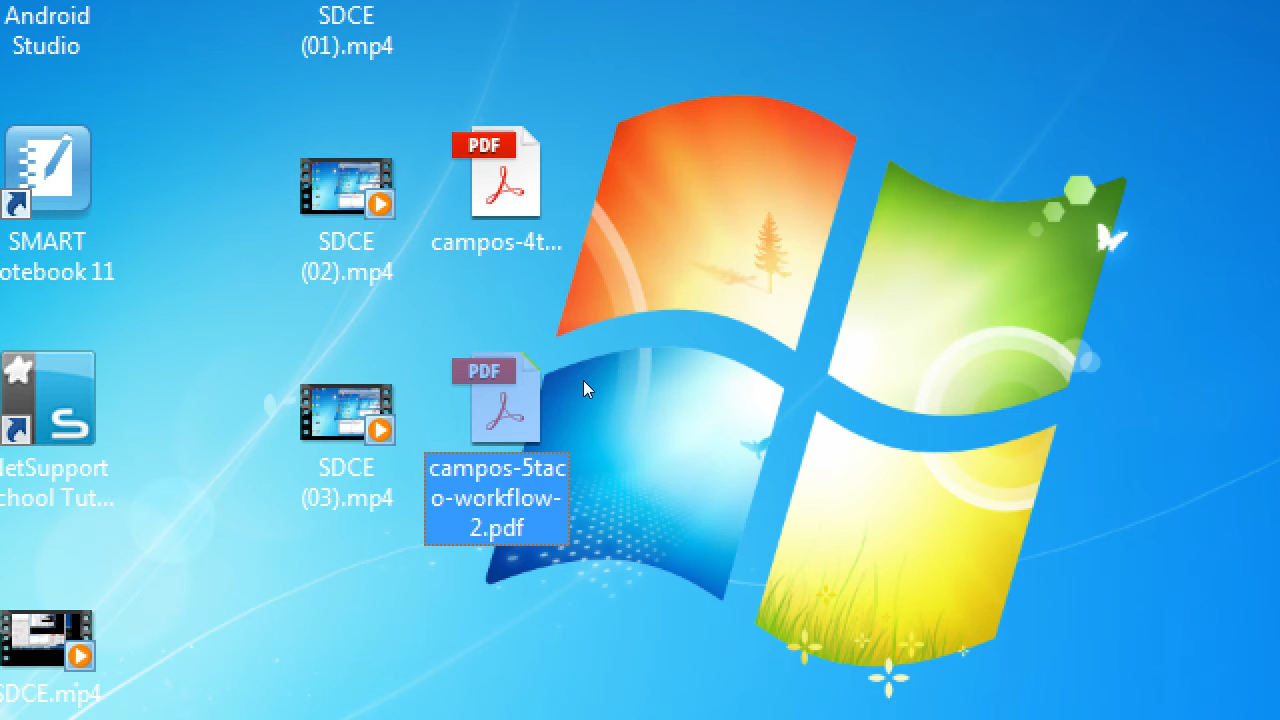 Android
Studio
SDCE
(01).mp4
PDF
SMART
otebook 11
SDCE
(02).mp4
campos-4t...
PDF
NetSupport
chool Tut...
SDCE
(03).mp4
campos-5tac
o-workflow-
2.pdf
SDCE.mp4